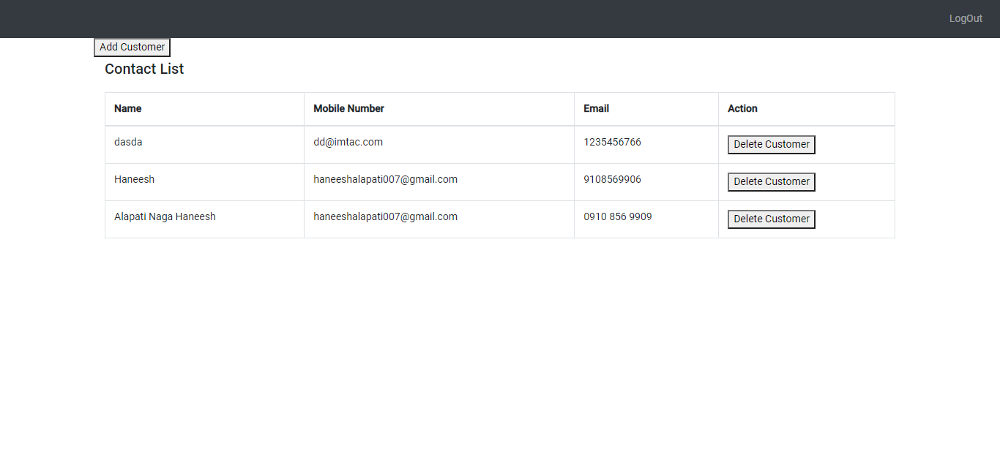 LogOut
Add Customer
Contact List
Name Mobile Number Email Action
dasda dd@imtac.com 1235456766 Delete Customer
Haneesh haneeshalapati007@gmail.com 9108569906 Delete Customer
Alapati Naga Haneesh haneeshalapati007@gmail.com 0910 856 9909 Delete Customer